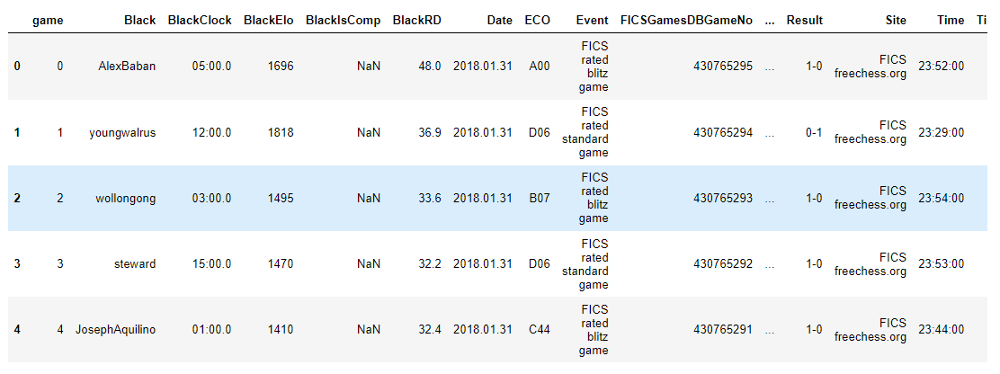 game Black BlackClock BlackElo BlackIsComp BlackRD Date ECO Event FICSGamesDBGameNo ... Result Site Time Ti
0 0 AlexBaban 05:00.0 1696 NaN 48.0 2018.01.31 A00 FICS rated blitz game 430765295 ... 1-0 FICS freechess.org 23:52:00
1 1 youngwalrus 12:00.0 1818 NaN 36.9 2018.01.31 D06 FICS rated standard game 430765294 ... 0-1 FICS freechess.org 23:29:00
2 2 wollongong 03:00.0 1495 NaN 33.6 2018.01.31 B07 FICS rated blitz game 430765293 ... 1-0 FICS freechess.org 23:54:00
3 3 steward 15:00.0 1470 NaN 32.2 2018.01.31 D06 FICS rated standard game 430765292 ... 1-0 FICS freechess.org 23:53:00
4 4 JosephAquilino 01:00.0 1410 NaN 32.4 2018.01.31 C44 FICS rated blitz game 430765291 ... 1-0 FICS freechess.org 23:44:00